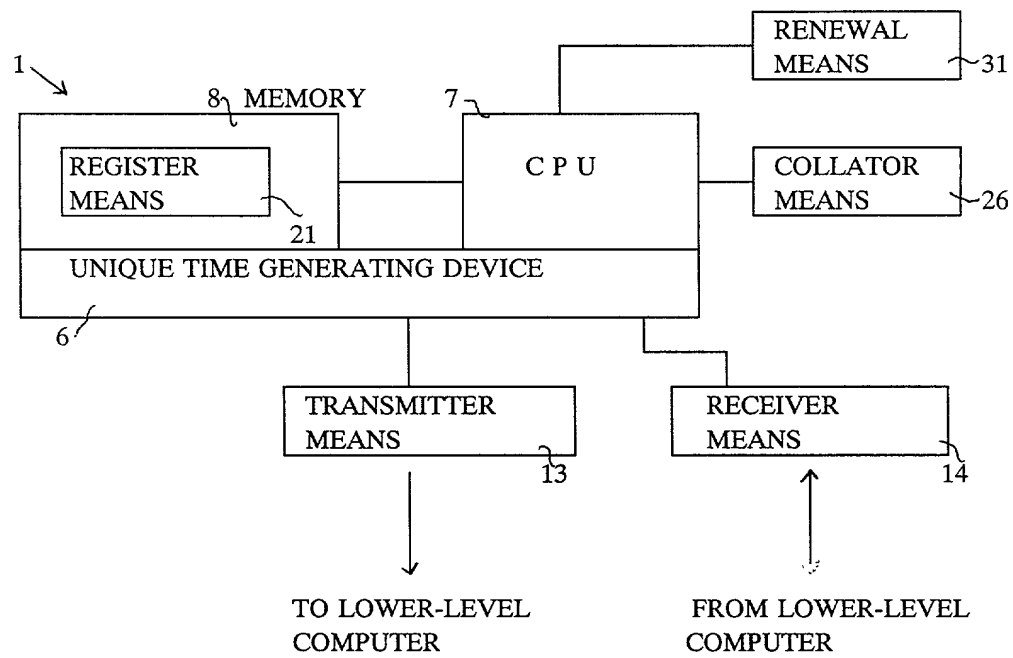 RENEWAL
MEANS
31
1
8 MEMORY
7
REGISTER
MEANS
21
C P U
COLLATOR
MEANS
26
UNIQUE TIME GENERATING DEVICE
6
TRANSMITTER
MEANS
13
RECEIVER
MEANS
14
TO LOWER-LEVEL
COMPUTER
FROM LOWER-LEVEL
COMPUTER